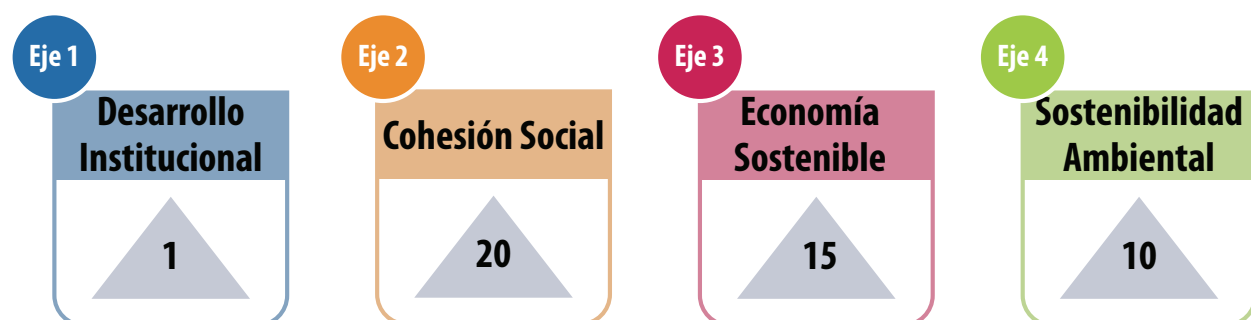 Eje 1
Desarrollo
Institucional
1
Eje 2
Cohesión Social
20
Eje 3
Economía
Sostenible
15
Eje 4
Sostenibilidad
Ambiental
10